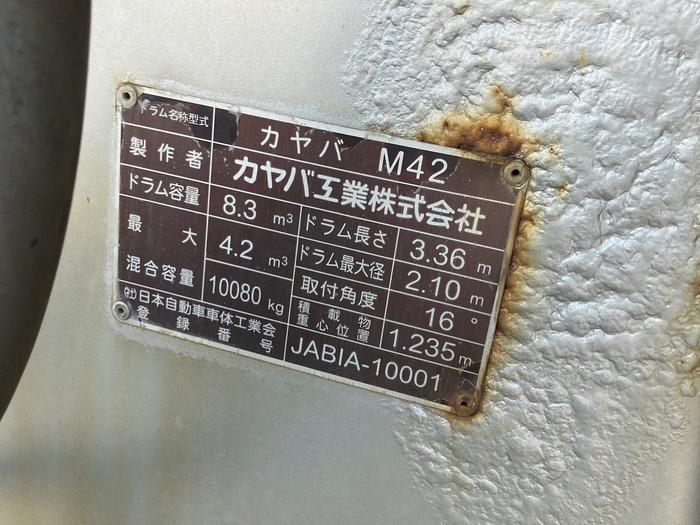 ドラム名称型式 カヤバ M42
製作者 カヤバ工業株式会社
ドラム容量 8.3 m³ ドラム長さ 3.36 m
最大混合容量 4.2 m³ ドラム最大径 2.10 m
10080 kg 取付角度 16 °
積載物重心位置 1.235 m
(社)日本自動車車体工業会
登録番号 JABIA-10001